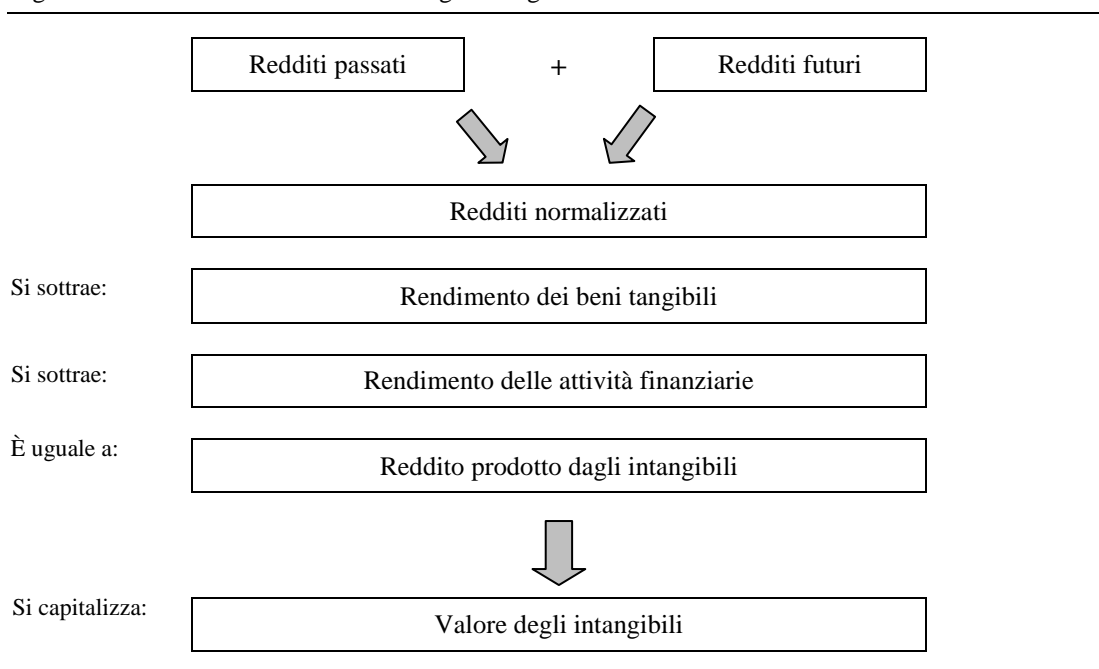 Redditi passati + Redditi futuri
Redditi normalizzati
Si sottrae: Rendimento dei beni tangibili
Si sottrae: Rendimento delle attività finanziarie
È uguale a: Reddito prodotto dagli intangibili
Si capitalizza: Valore degli intangibili